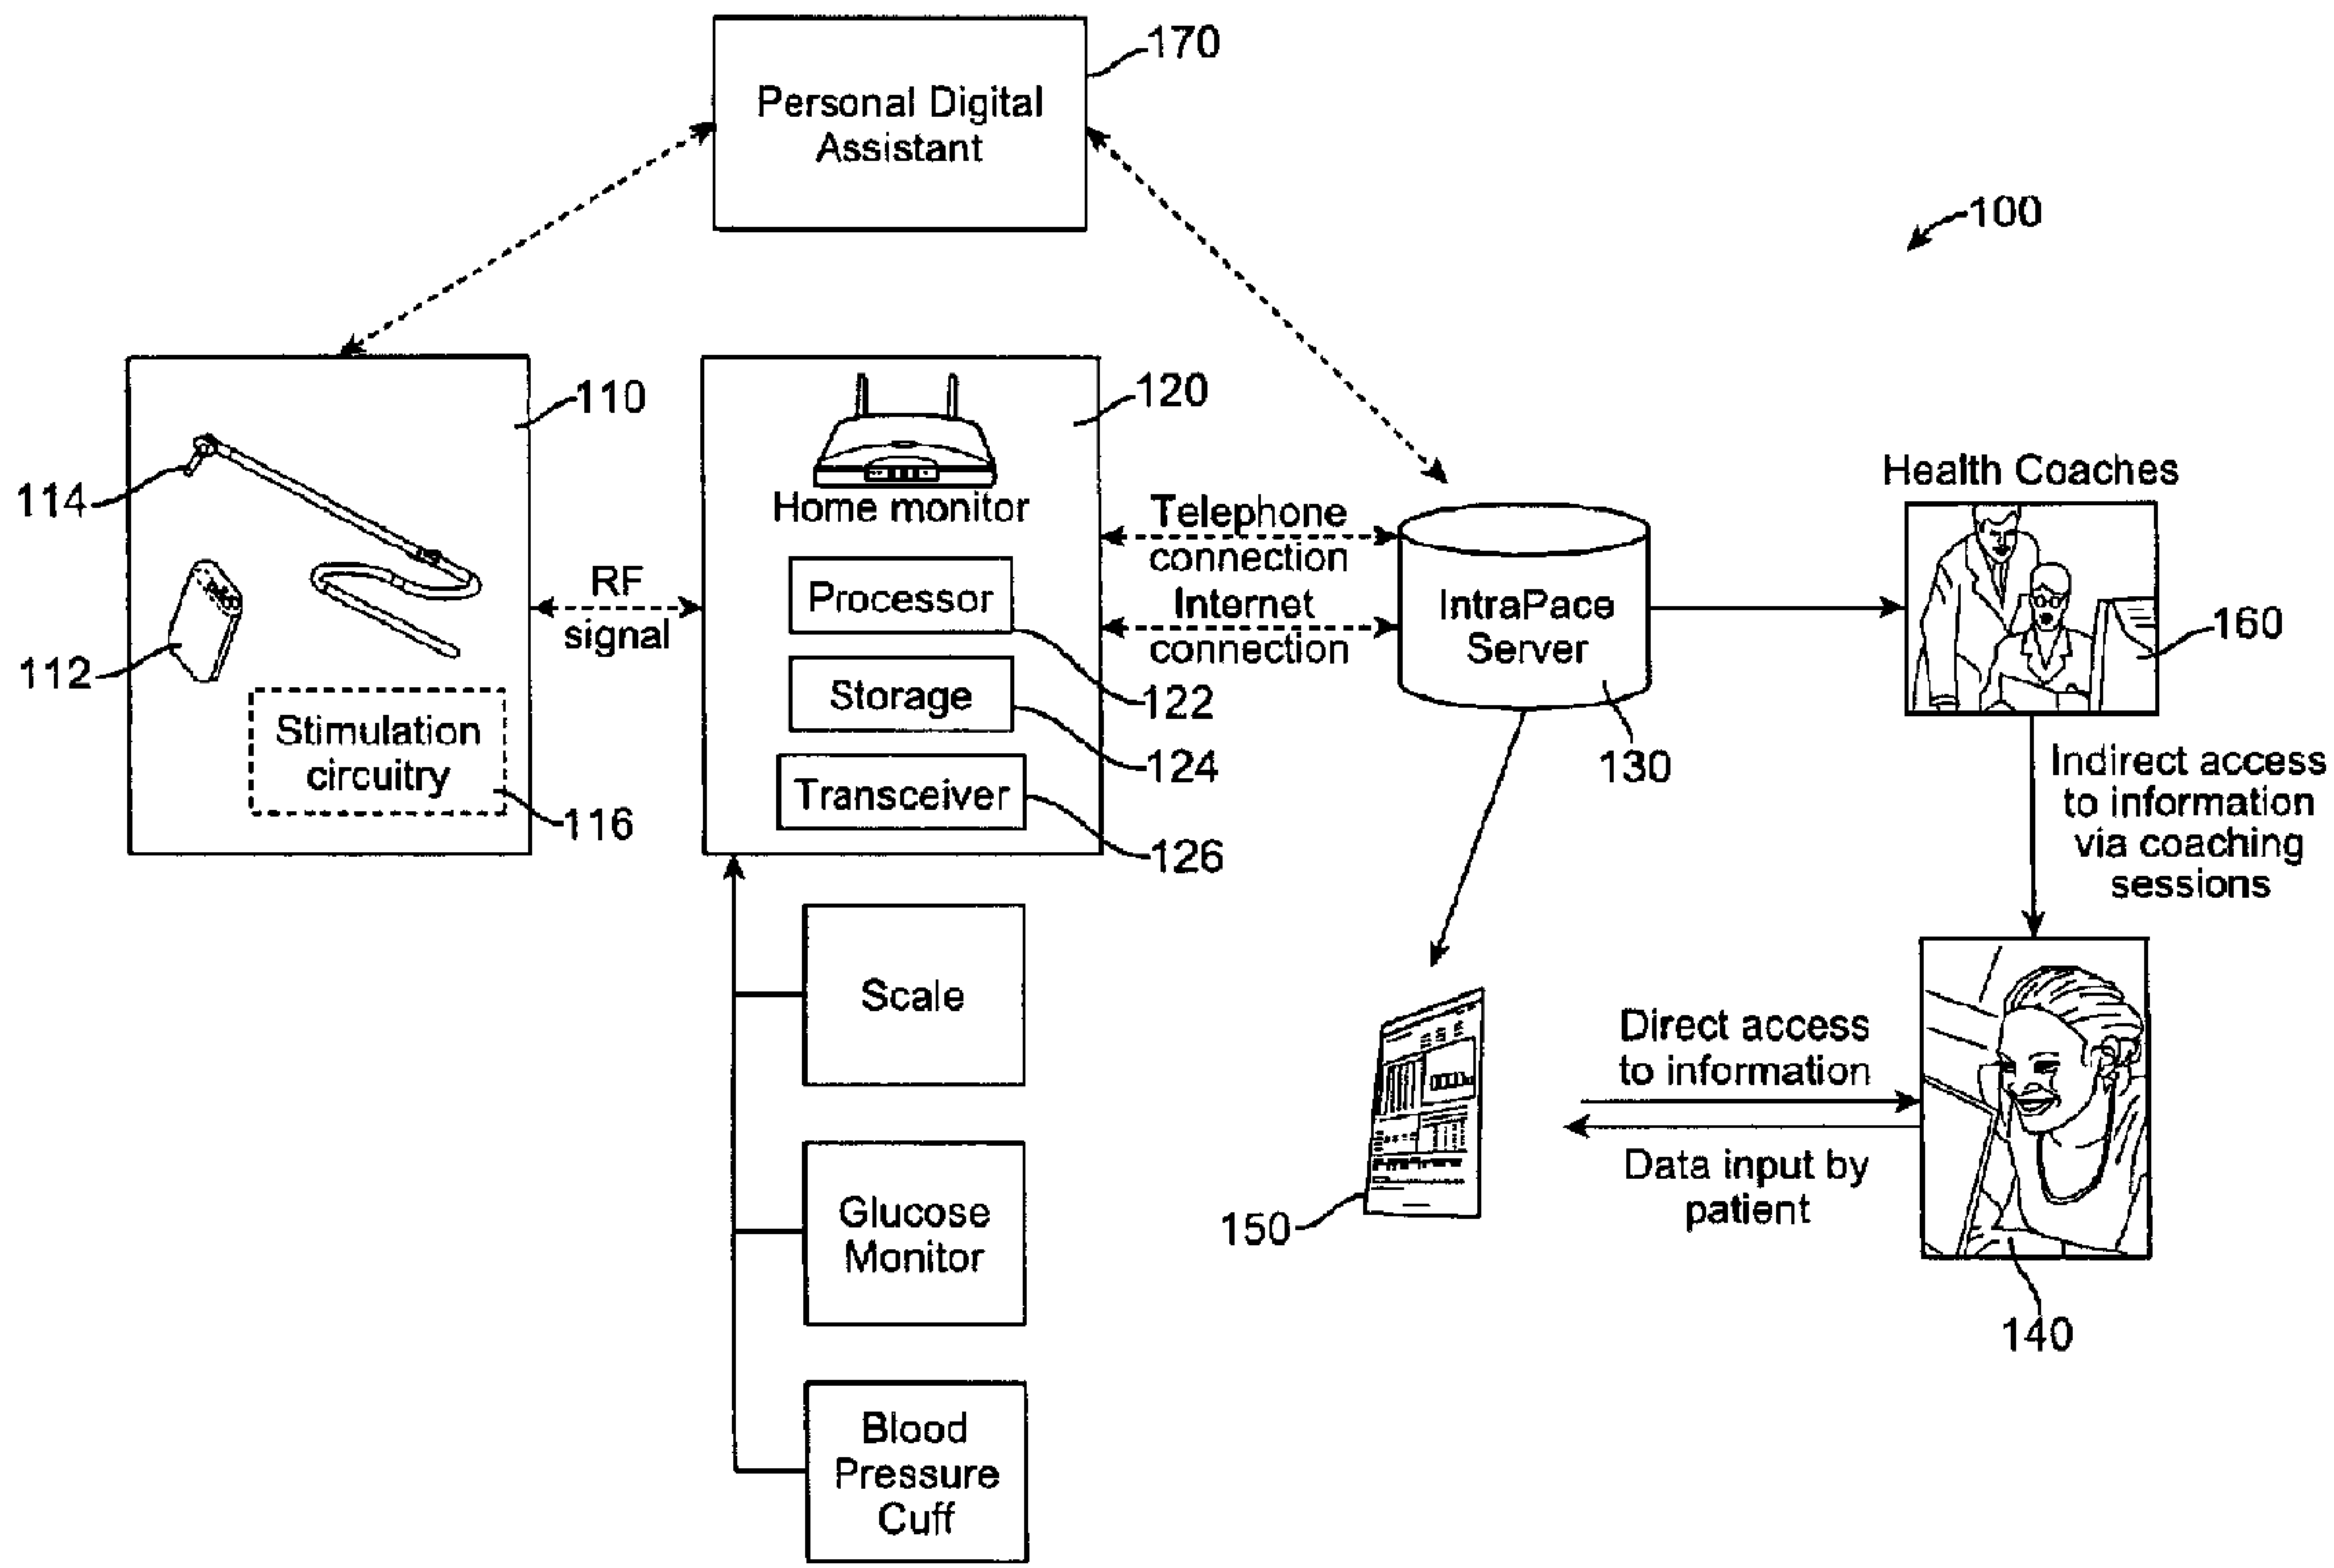 170
Personal Digital
Assistant
100
110
114
112
Stimulation
circuitry
116
RF
signal
120
Home monitor
Processor
122
Storage
124
Transceiver
126
Telephone
connection
Internet
connection
IntraPace
Server
130
Health Coaches
160
Indirect access
to information
via coaching
sessions
Scale
Glucose
Monitor
Blood
Pressure
Cuff
150
Direct access
to information
Data input by
patient
140